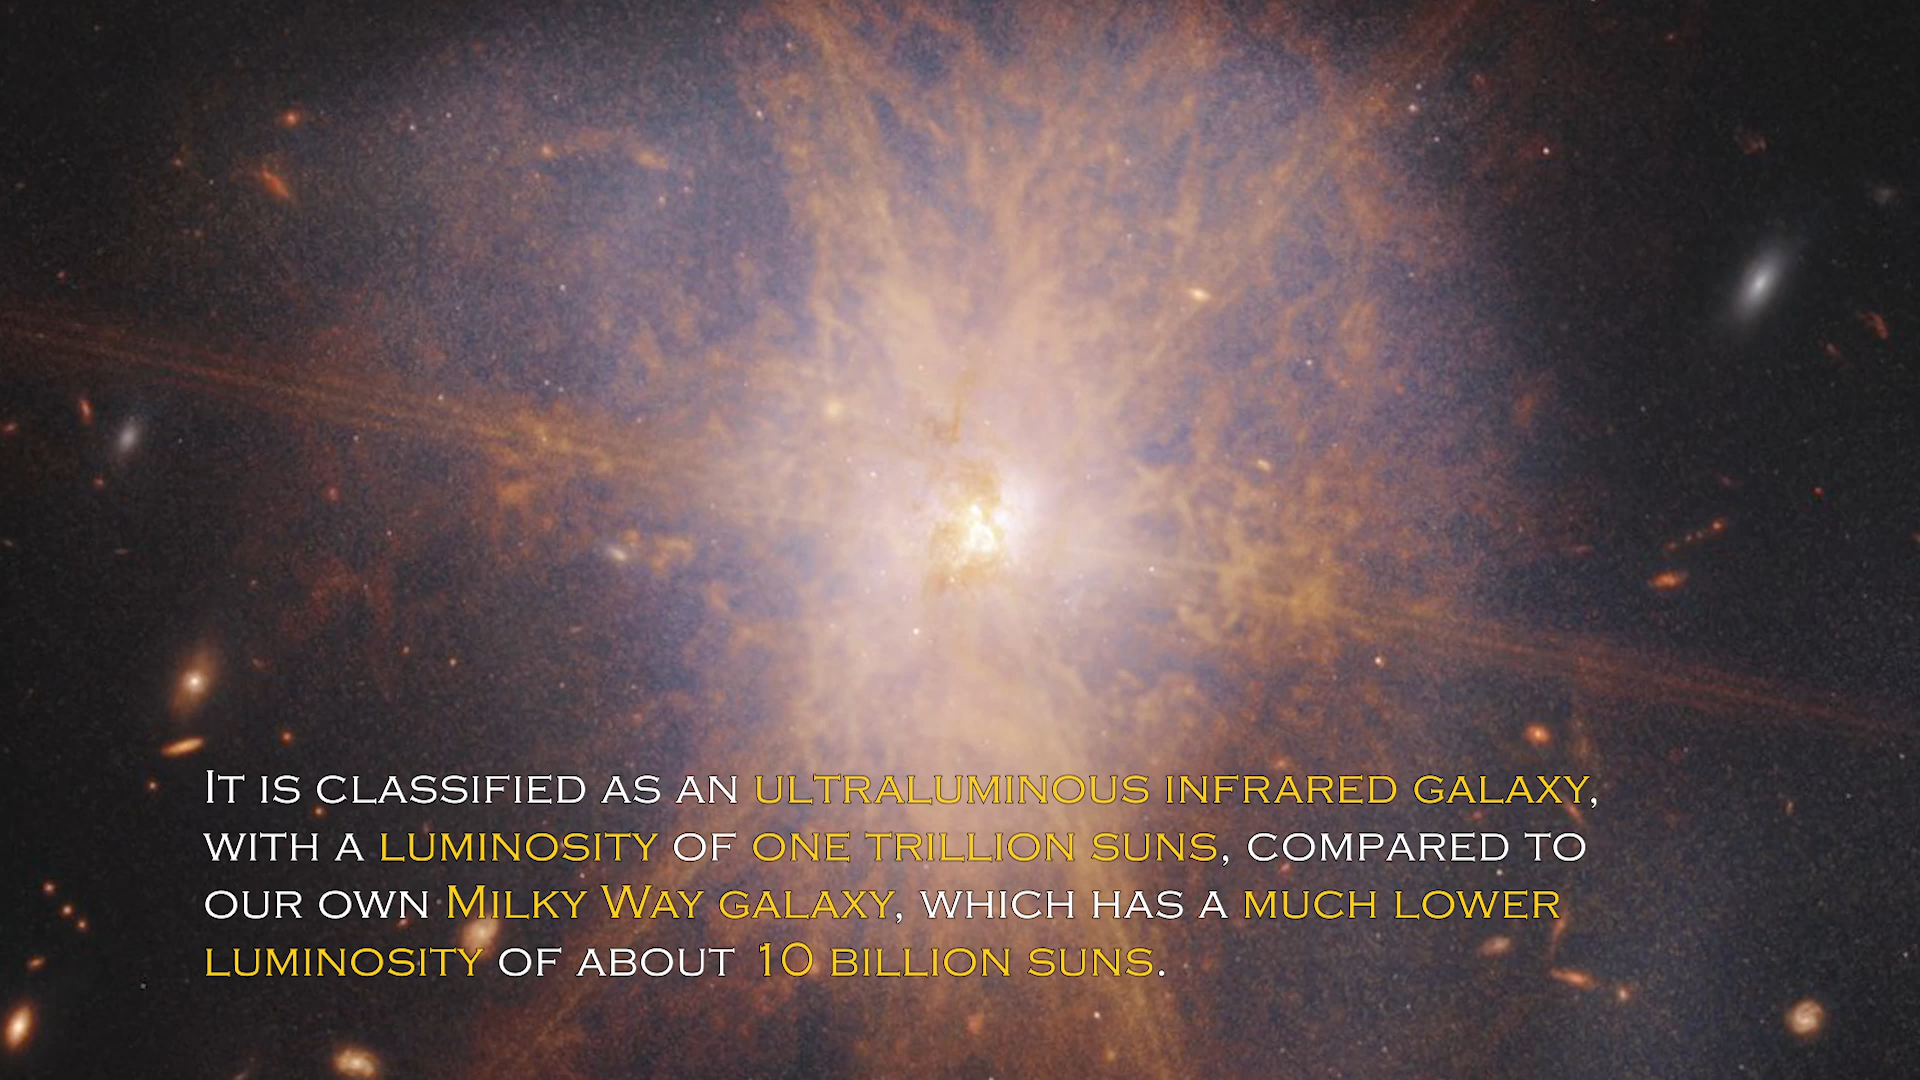 It is classified as an ultraluminous infrared galaxy,
with a luminosity of one trillion suns, compared to
our own Milky Way galaxy, which has a much lower
luminosity of about 10 billion suns.